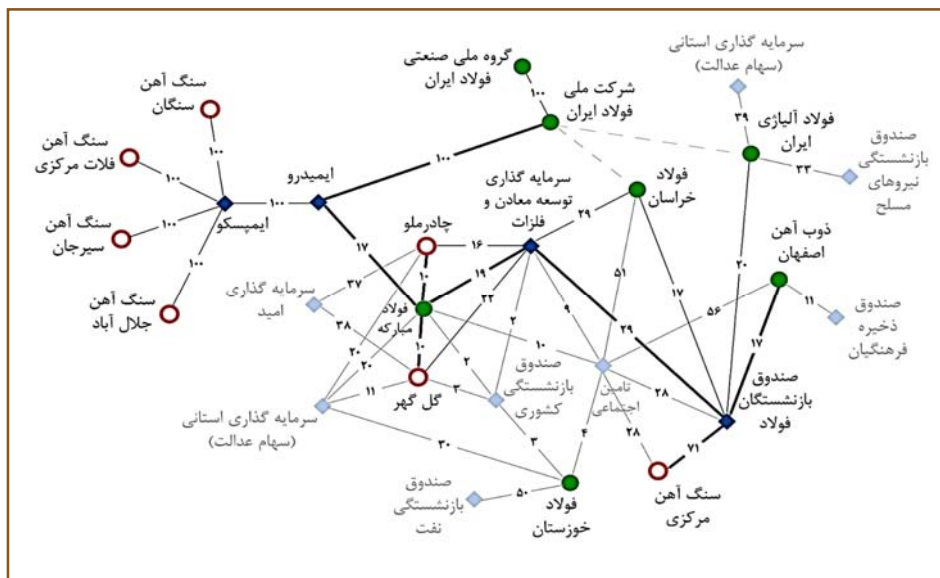 گروه ملی صنعتی
فولاد ایران
۱۰۰
شرکت ملی
فولاد ایران
سرمایه گذاری استانی
(سهام عدالت)
۳۹
فولاد آلیاژی
ایران
۳۳
صندوق
بازنشستگی
نیروهای
مسلح
سنگ آهن
سنگان
۱۰۰
سنگ آهن
فلات مرکزی
۱۰۰
سنگ آهن
سیرجان
۱۰۰
سنگ آهن
جلال آباد
۱۰۰
ایمپسکو
۱۰۰
ایمیدرو
۱۰۰
۱۷
سرمایه گذاری
توسعه معادن و
فلزات
۲۹
فولاد
خراسان
چادرملو
۱۶
۱۰
۱۹
۲۲
۵۱
۱۷
۲۰
ذوب آهن
اصفهان
۱۱
صندوق
ذخیره
فرهنگیان
سرمایه گذاری
امید
۳۷
۳۸
فولاد
مبارکه
۱۰
۲۰
۲۰
۲
۲
۹
۱۰
۲۹
۵۶
۱۷
گل گهر
۱۱
۲
صندوق
بازنشستگی
کشوری
تامین
اجتماعی
۲۸
۲۸
صندوق
بازنشستگان
فولاد
۷۱
سرمایه گذاری استانی
(سهام عدالت)
۳۰
۳
۴
صندوق
بازنشستگی
نفت
۵۰
فولاد
خوزستان
سنگ آهن
مرکزی